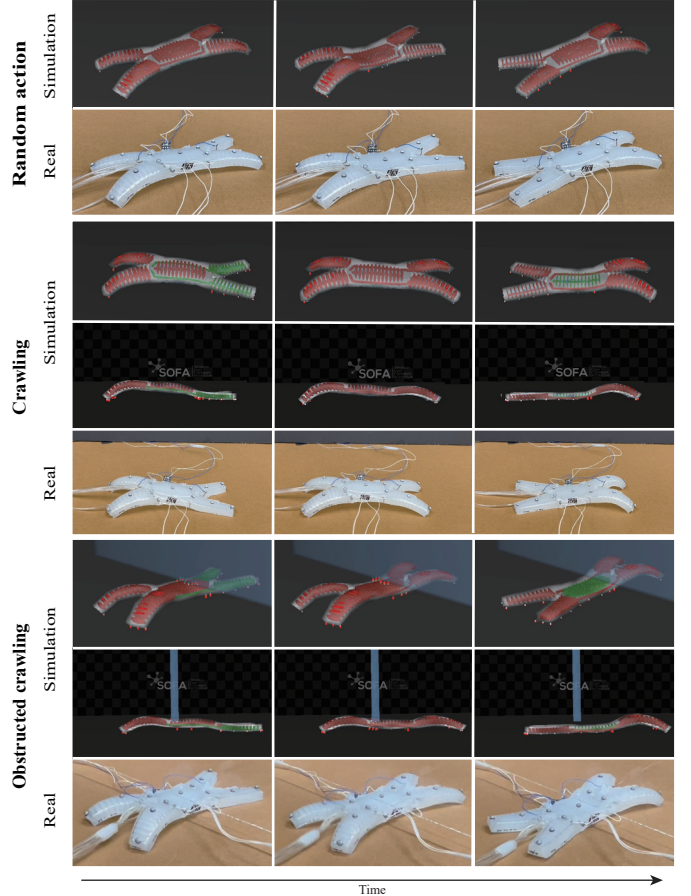 Random action
Simulation
Real
Crawling
Simulation
SOFA
SOFA
SOFA
Real
Obstructed crawling
Simulation
SOFA
SOFA
SOFA
Real
Time